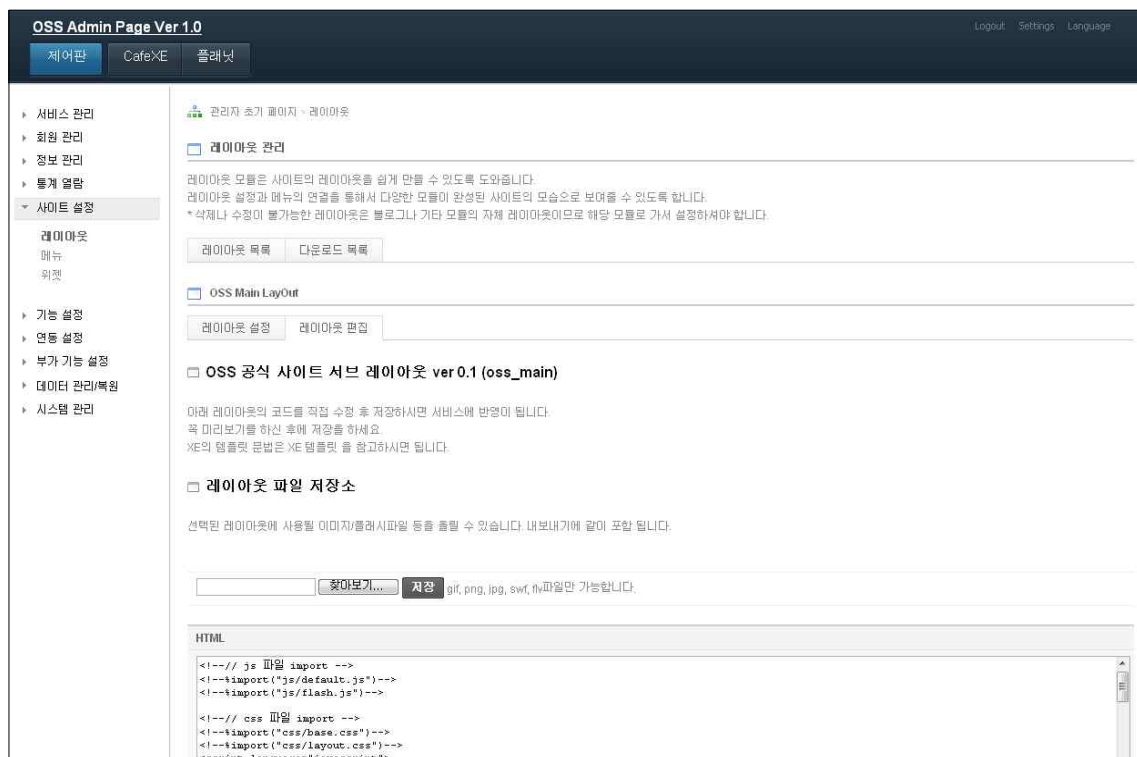 OSS Admin Page Ver 1.0
Logout Settings Language
제어판 CafeXE 플래닛
서비스 관리
회원 관리
정보 관리
통계 열람
사이트 설정
레이아웃
메뉴
위젯
기능 설정
연동 설정
부가 기능 설정
데이터 관리/복원
시스템 관리
관리자 초기 페이지 › 레이아웃
레이아웃 관리
레이아웃 모듈은 사이트의 레이아웃을 쉽게 만들 수 있도록 도와줍니다.
레이아웃 설정과 메뉴의 연결을 통해서 다양한 모듈이 완성된 사이트의 모습으로 보여줄 수 있도록 합니다.
* 삭제나 수정이 불가능한 레이아웃은 블로그나 기타 모듈의 자체 레이아웃이므로 해당 모듈로 가서 설정하셔야 합니다.
레이아웃 목록 다운로드 목록
OSS Main LayOut
레이아웃 설정 레이아웃 편집
OSS 공식 사이트 서브 레이아웃 ver 0.1 (oss_main)
아래 레이아웃의 코드를 직접 수정 후 저장하시면 서비스에 반영이 됩니다.
꼭 미리보기를 하신 후에 저장을 하세요.
XE의 템플릿 문법은 XE 템플릿 을 참고하시면 됩니다.
레이아웃 파일 저장소
선택된 레이아웃에 사용될 이미지/플래시파일 등을 올릴 수 있습니다. 내보내기에 같이 포함 됩니다.
찾아보기... 저장 gif, png, jpg, swf, flv파일만 가능합니다.
HTML
<!--// js 파일 import -->
<!--%import("js/default.js")-->
<!--%import("js/flash.js")-->
<!--// css 파일 import -->
<!--%import("css/base.css")-->
<!--%import("css/layout.css")-->